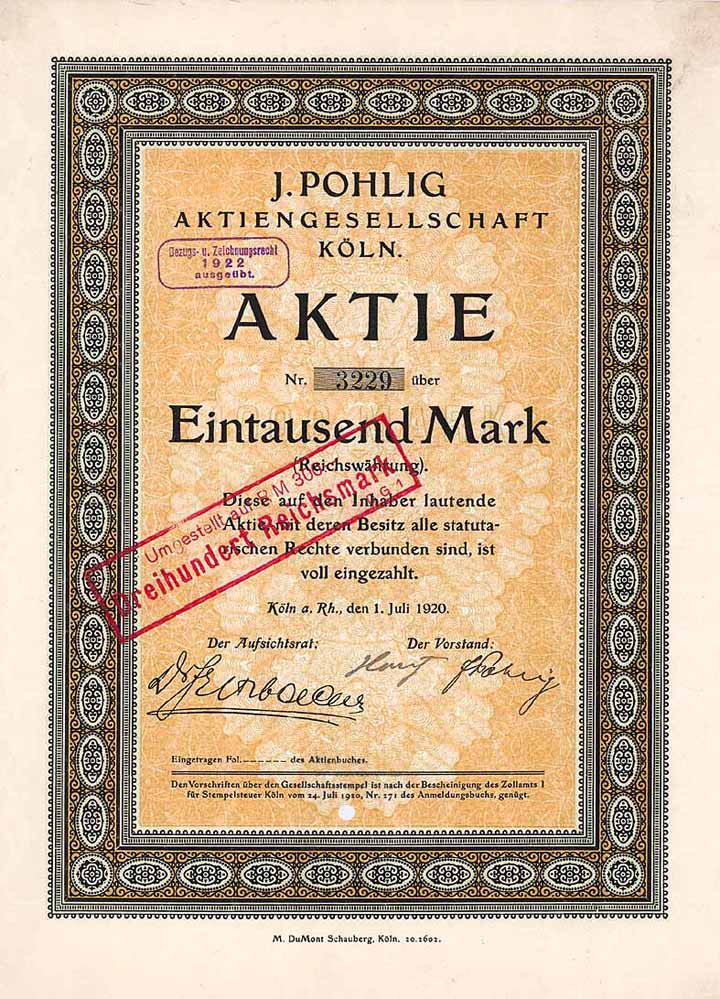 J. POHLIG
AKTIENGESELLSCHAFT
KÖLN.
Bezugs- u. Zeichnungsrecht
1922
ausgeübt.
AKTIE
Nr. 3229 über
Eintausend Mark
(Reichswährung).
Umgestellt auf RM 300
Dreihundert Reichsmark
Diese auf den Inhaber lautende
Aktie, mit deren Besitz alle statuta-
rischen Rechte verbunden sind, ist
voll eingezahlt.
Köln a. Rh., den 1. Juli 1920.
Der Aufsichtsrat: Der Vorstand:
Eingetragen Fol. des Aktienbuches.
Den Vorschriften über den Gesellschaftsstempel ist nach der Bescheinigung des Zollamts I
für Stempelsteuer Köln vom 24. Juli 1920, Nr. 271 des Anmeldungsbuchs, genügt.
M. DuMont Schauberg, Köln. 20.2602.